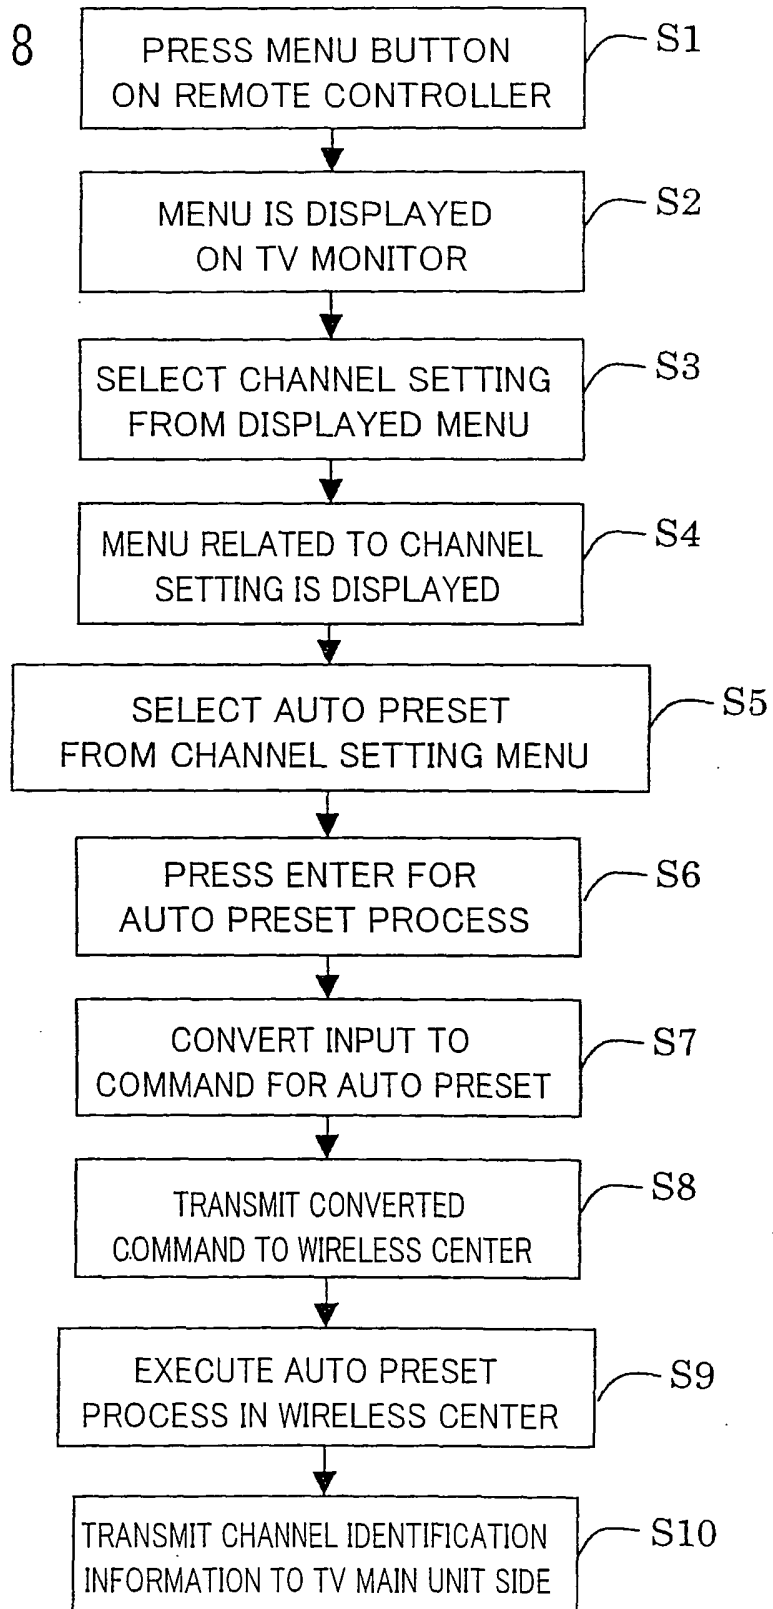 8
PRESS MENU BUTTON
ON REMOTE CONTROLLER
S1
MENU IS DISPLAYED
ON TV MONITOR
S2
SELECT CHANNEL SETTING
FROM DISPLAYED MENU
S3
MENU RELATED TO CHANNEL
SETTING IS DISPLAYED
S4
SELECT AUTO PRESET
FROM CHANNEL SETTING MENU
S5
PRESS ENTER FOR
AUTO PRESET PROCESS
S6
CONVERT INPUT TO
COMMAND FOR AUTO PRESET
S7
TRANSMIT CONVERTED
COMMAND TO WIRELESS CENTER
S8
EXECUTE AUTO PRESET
PROCESS IN WIRELESS CENTER
S9
TRANSMIT CHANNEL IDENTIFICATION
INFORMATION TO TV MAIN UNIT SIDE
S10